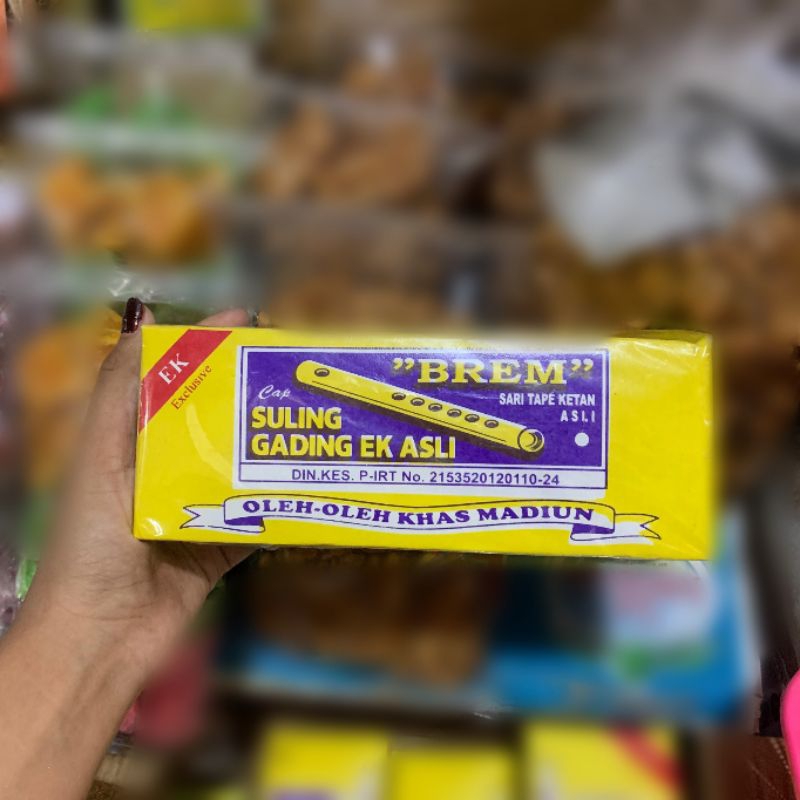 EK
Exclusive
"BREM"
SARI TAPE KETAN
ASLI
Cap
SULING
GADING EK ASLI
DIN.KES. P-IRT No. 2153520120110-24
OLEH-OLEH KHAS MADIUN